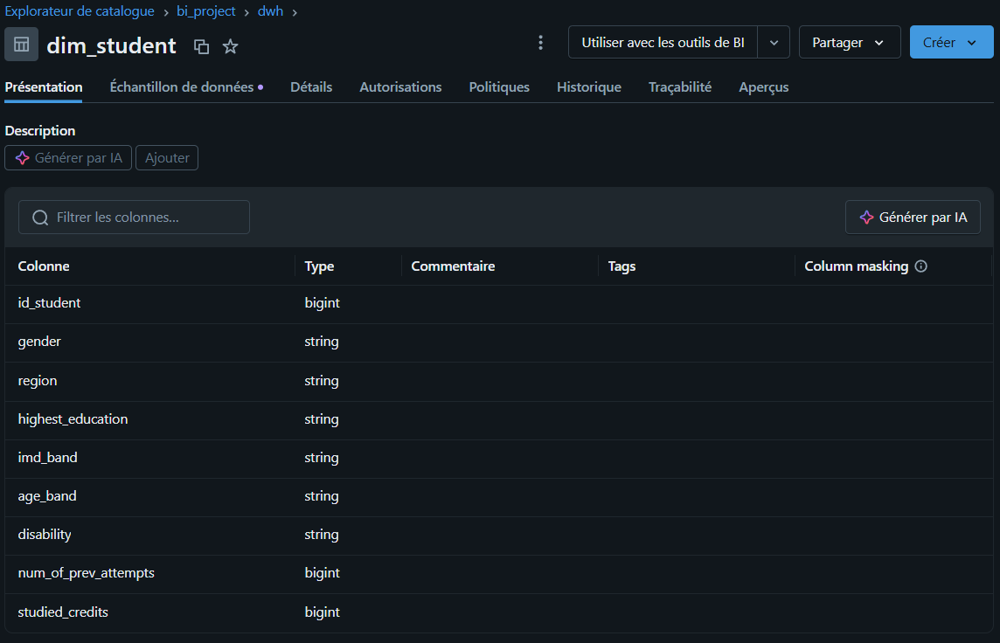 Explorateur de catalogue > bi_project > dwh >
dim_student
Utiliser avec les outils de BI
Partager
Créer
Présentation Échantillon de données Détails Autorisations Politiques Historique Traçabilité Aperçus
Description
Générer par IA Ajouter
Filtrer les colonnes... Générer par IA
Colonne Type Commentaire Tags Column masking
id_student bigint
gender string
region string
highest_education string
imd_band string
age_band string
disability string
num_of_prev_attempts bigint
studied_credits bigint